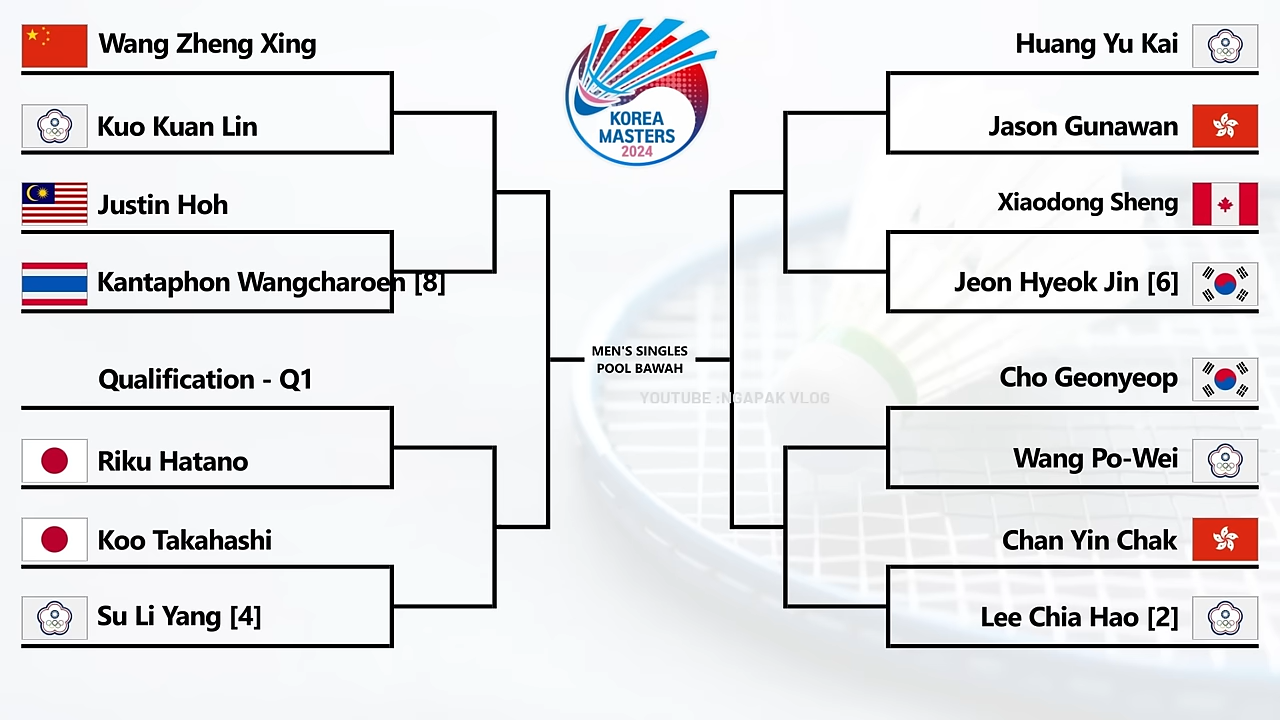 Wang Zheng Xing
Kuo Kuan Lin
Justin Hoh
Kantaphon Wangcharoen [8]
Qualification - Q1
Riku Hatano
Koo Takahashi
Su Li Yang [4]
KOREA
MASTERS
2024
MEN'S SINGLES
POOL BAWAH
YOUTUBE :NGAPAK VLOG
Huang Yu Kai
Jason Gunawan
Xiaodong Sheng
Jeon Hyeok Jin [6]
Cho Geonyeop
Wang Po-Wei
Chan Yin Chak
Lee Chia Hao [2]